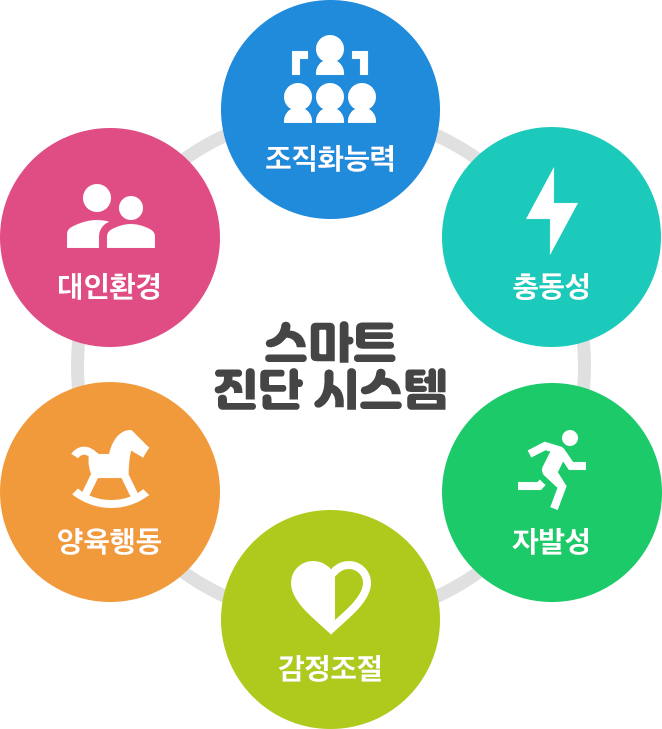 조직화능력
대인환경
충동성
스마트
진단 시스템
양육행동
자발성
감정조절